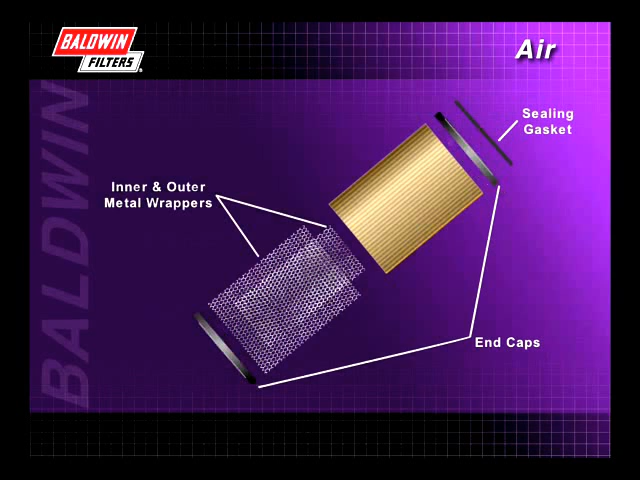 BALDWIN
FILTERS
Air
Sealing
Gasket
Inner & Outer
Metal Wrappers
End Caps
BALDWIN